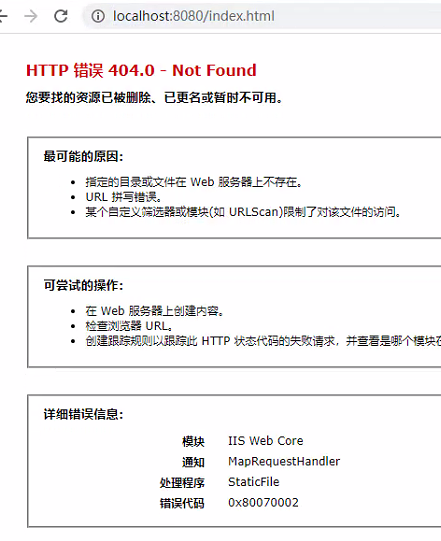 localhost:8080/index.html
HTTP 错误 404.0 - Not Found
您要找的资源已被删除、已更名或暂时不可用。
最可能的原因:
指定的目录或文件在 Web 服务器上不存在。
URL 拼写错误。
某个自定义筛选器或模块(如 URLScan)限制了对该文件的访问。
可尝试的操作:
在 Web 服务器上创建内容。
检查浏览器 URL。
创建跟踪规则以跟踪此 HTTP 状态代码的失败请求，并查看是哪个模块在
详细错误信息:
模块 IIS Web Core
通知 MapRequestHandler
处理程序 StaticFile
错误代码 0x80070002